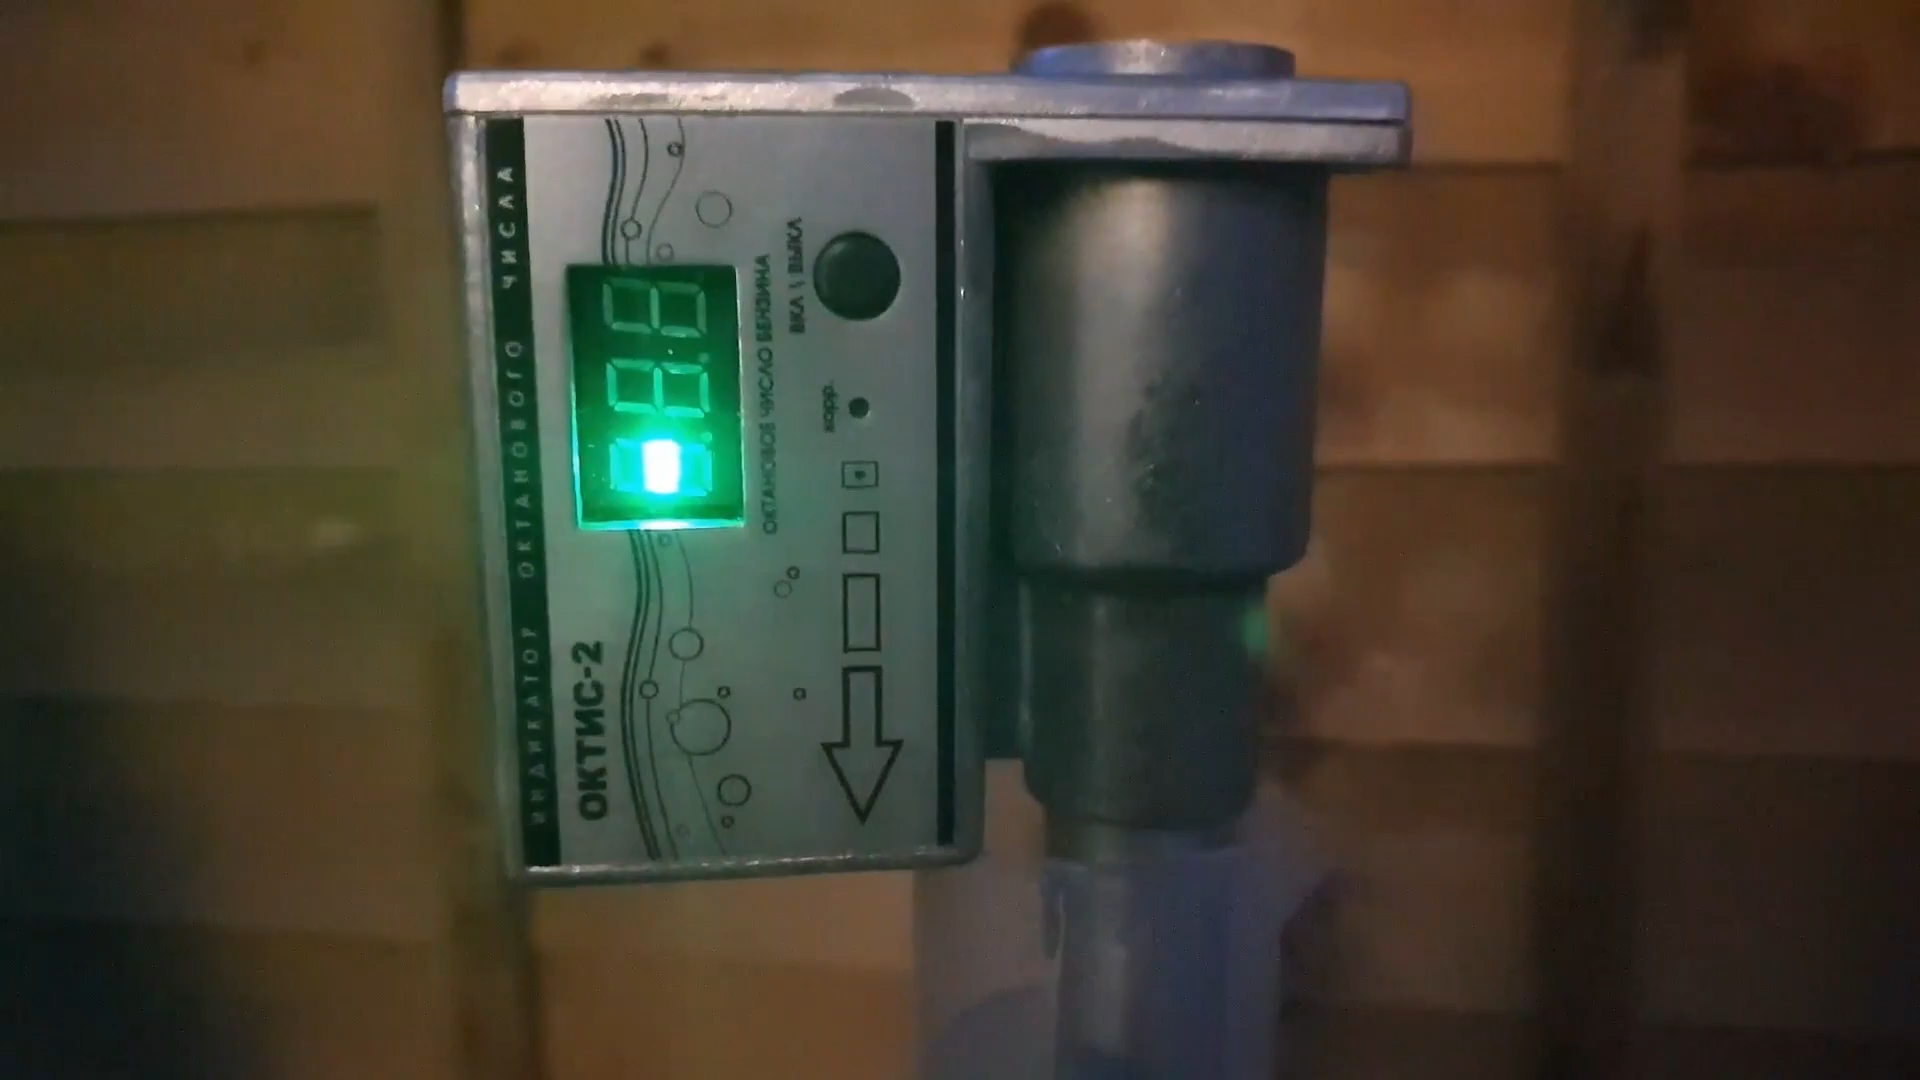 ИНДИКАТОР ОКТАНОВОГО ЧИСЛА
ОКТИС-2
ОКТАНОВОЕ ЧИСЛО БЕНЗИНА
ВКЛ \ ВЫКЛ
корр.